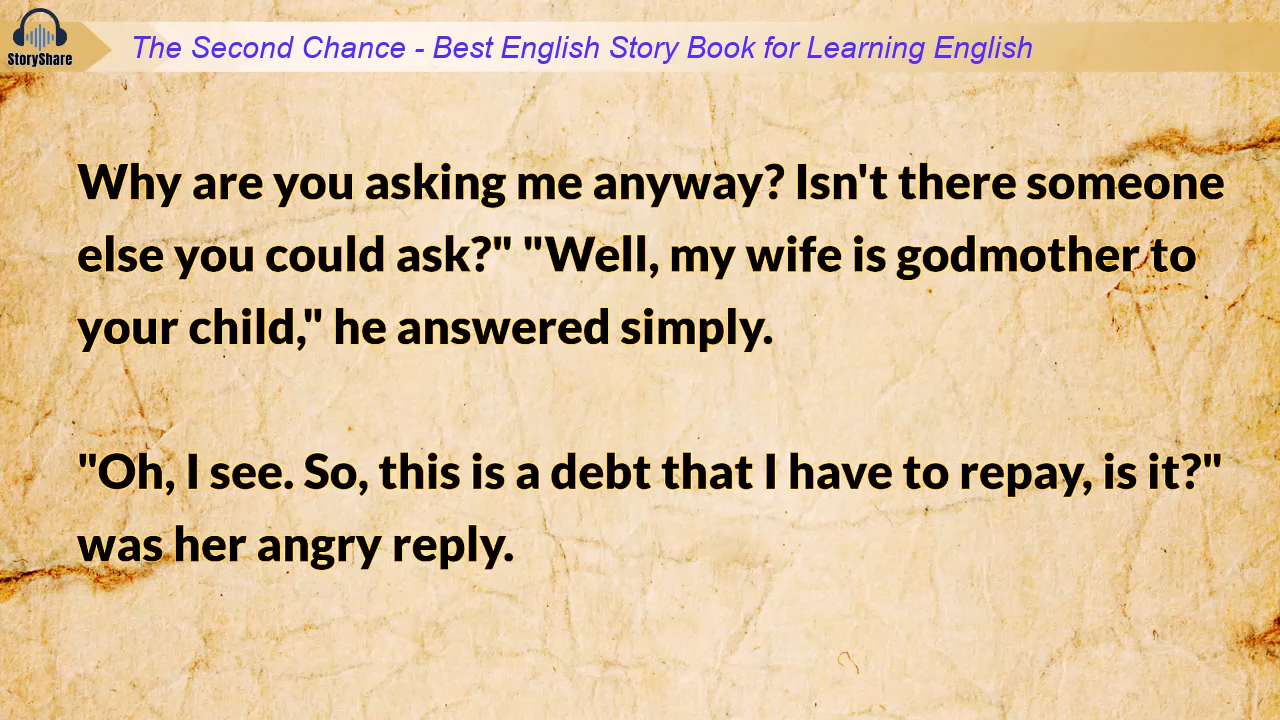 StoryShare
The Second Chance - Best English Story Book for Learning English
Why are you asking me anyway? Isn't there someone
else you could ask?" "Well, my wife is godmother to
your child," he answered simply.
"Oh, I see. So, this is a debt that I have to repay, is it?"
was her angry reply.